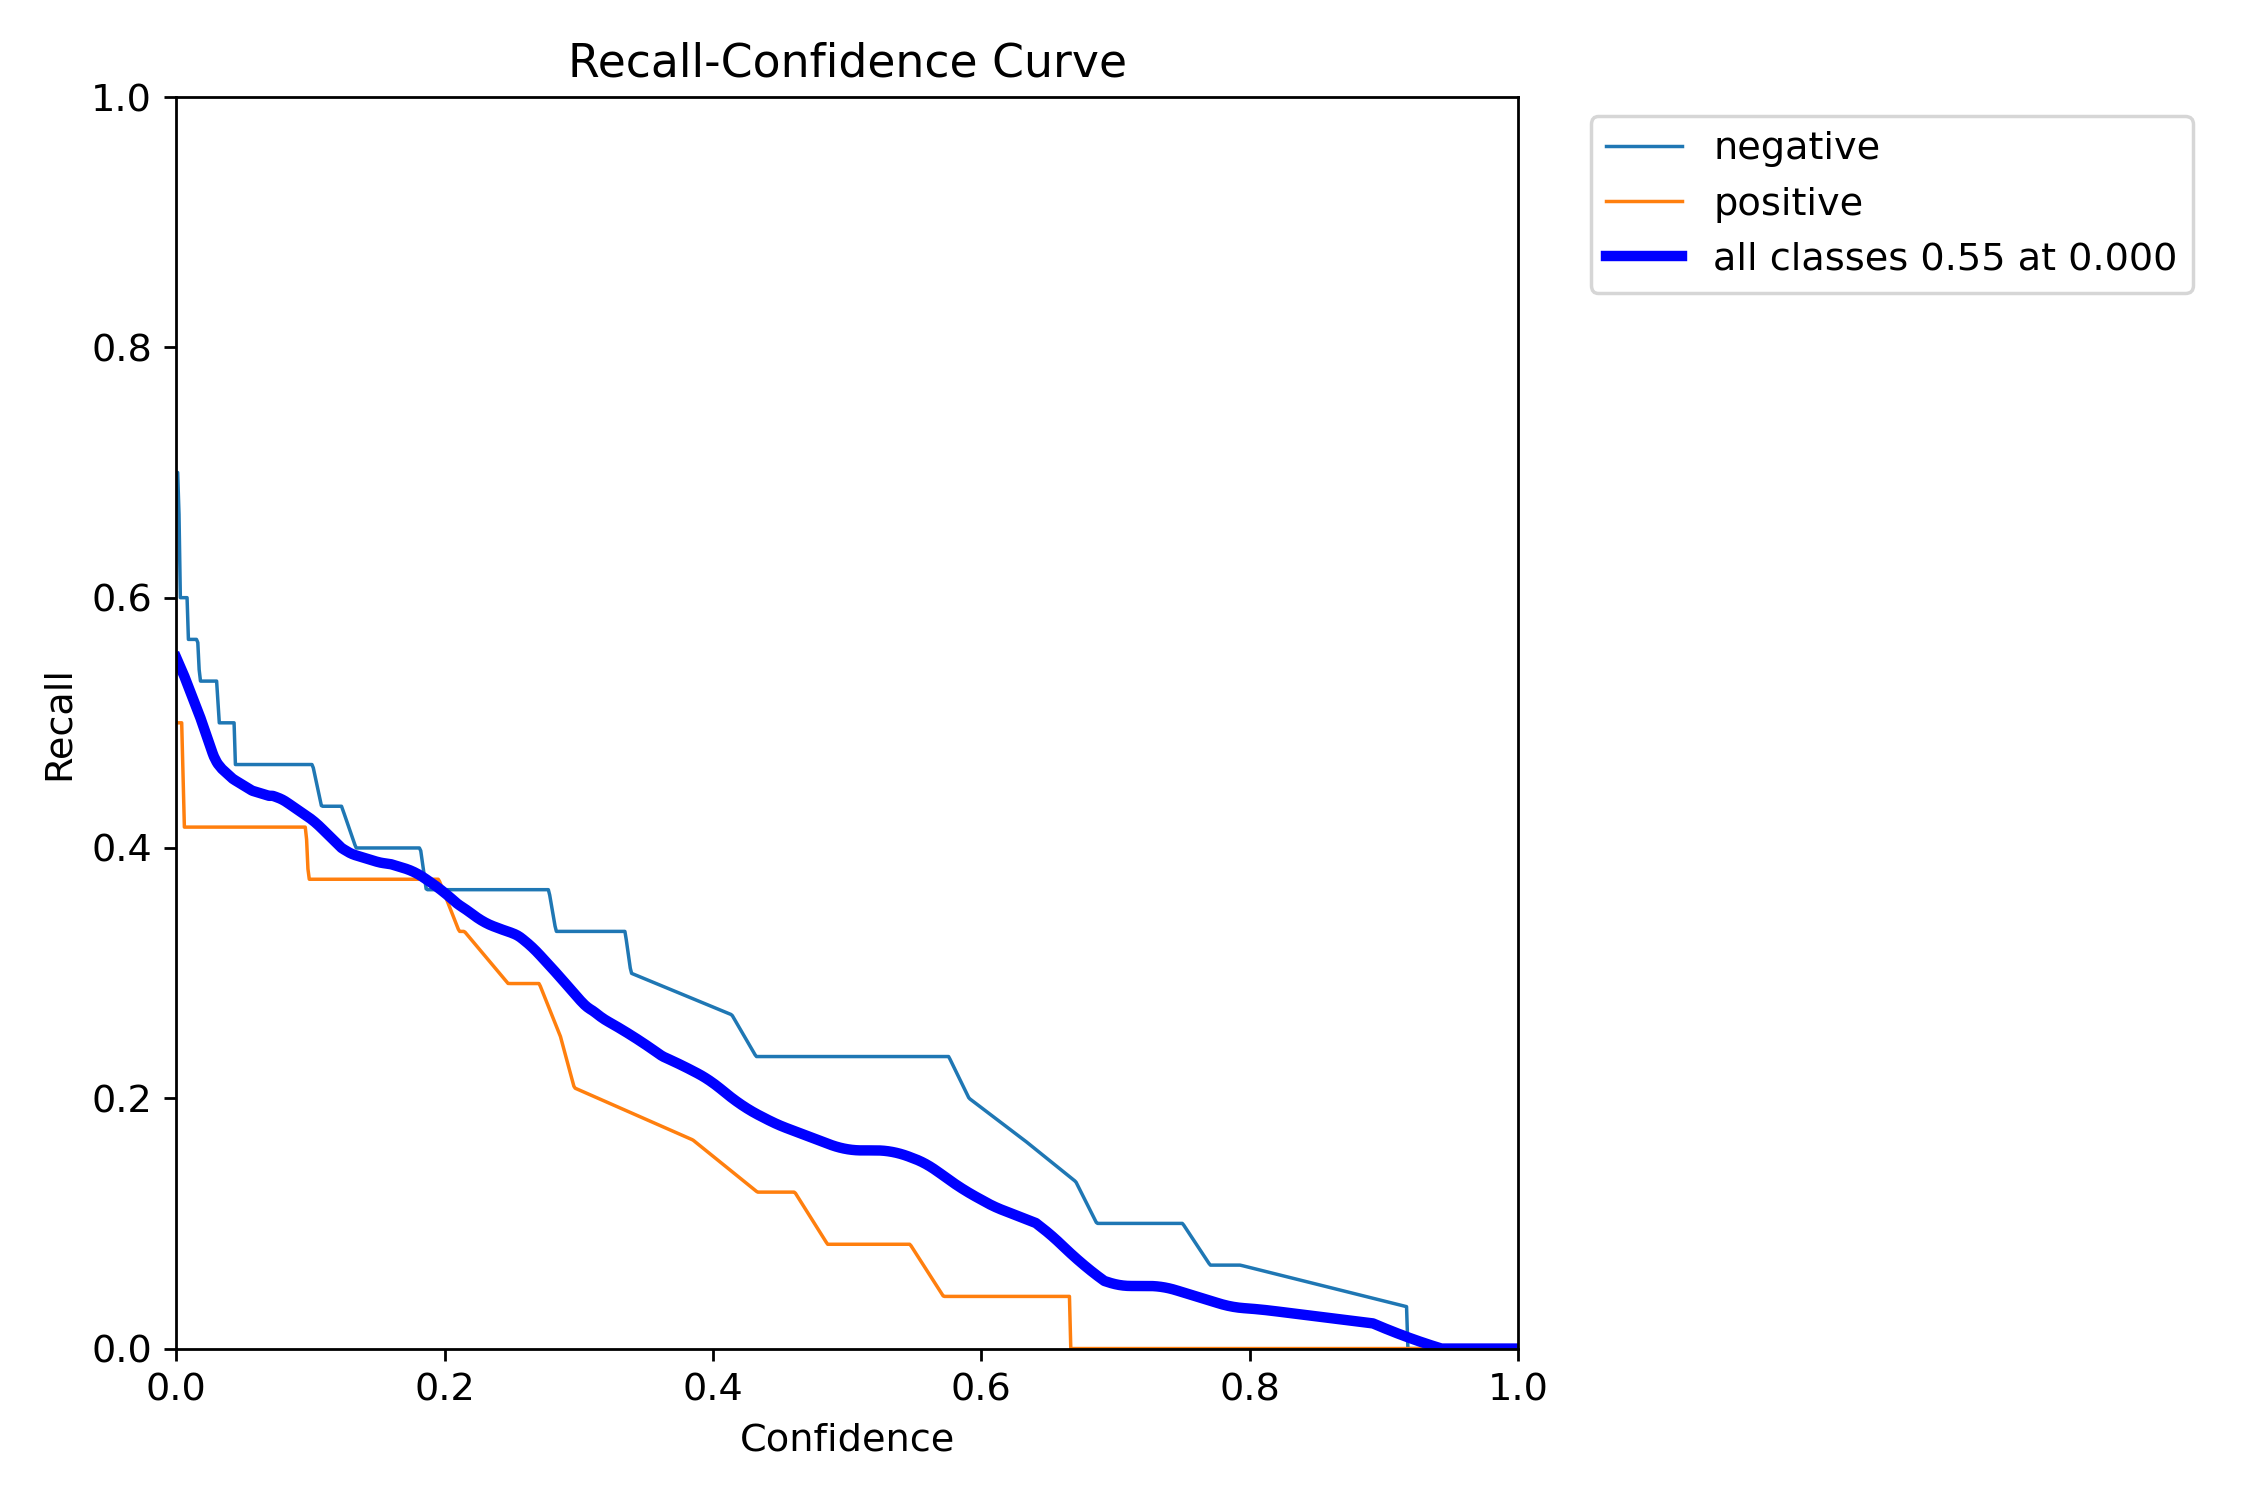 Recall-Confidence Curve
1.0
0.8
0.6
0.4
0.2
0.0
Recall
0.0 0.2 0.4 0.6 0.8 1.0
Confidence
negative
positive
all classes 0.55 at 0.000